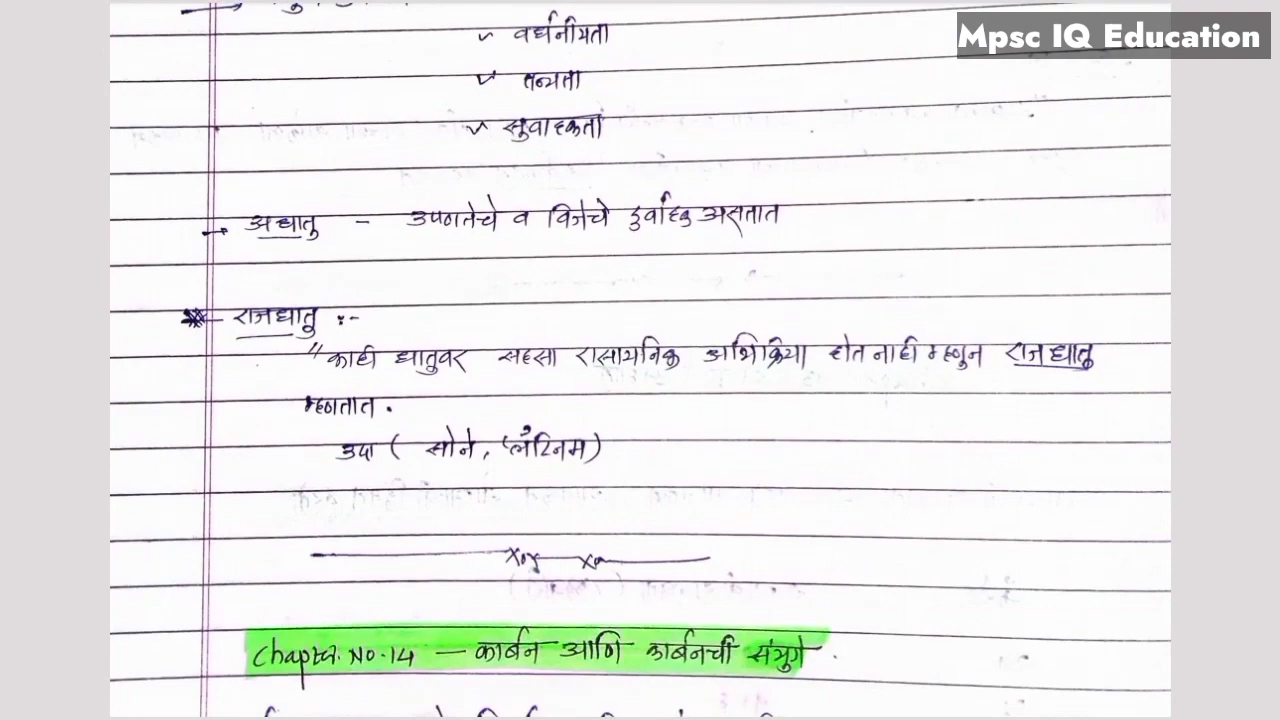 Mpsc IQ Education
✓ वर्धनीयता
✓ तन्यता
✓ सुवाहकता
→ अधातु - उष्णतेचे व विजेचे दुर्वाहक असतात
* राजधातु :-
"काही धातुवर सहसा रासायनिक अभिक्रिया होत नाही म्हणुन राजधातु
म्हणतात.
उदा ( सोने, प्लॅटिनम)
Chapter No. 14 — कार्बन आणि कार्बनची संयुगे.